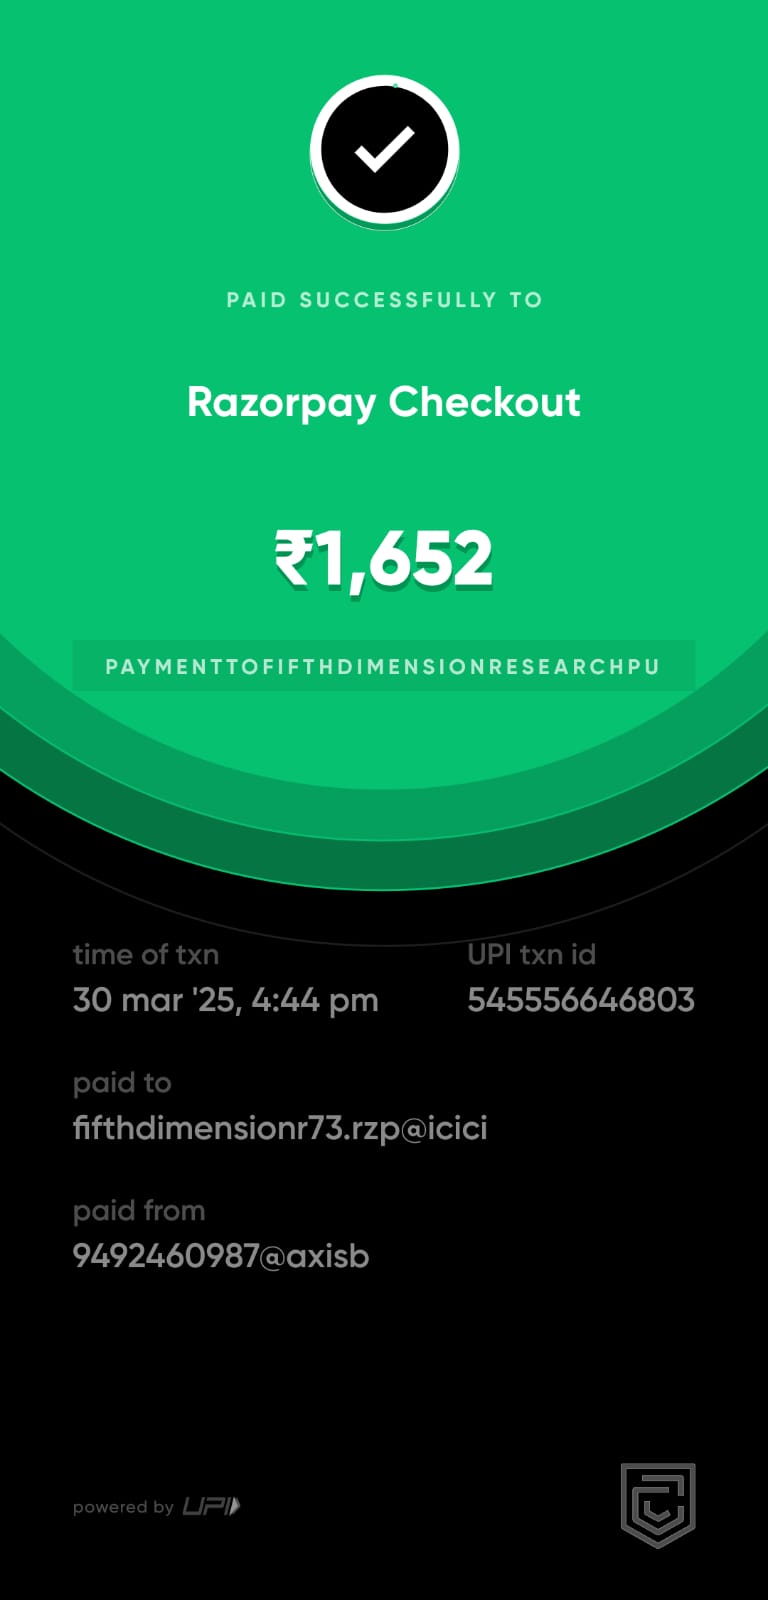 PAID SUCCESSFULLY TO
Razorpay Checkout
₹1,652
PAYMENTTOFIFTHDIMENSIONRESEARCHPU
time of txn
30 mar '25, 4:44 pm
UPI txn id
545556646803
paid to
fifthdimensionr73.rzp@icici
paid from
9492460987@axisb
powered by UPI